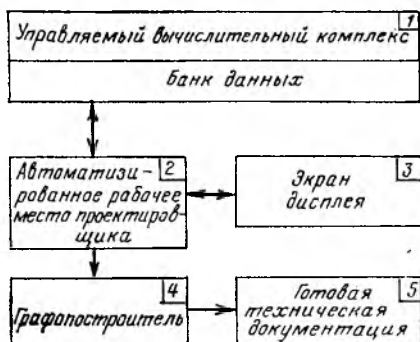 1
Управляемый вычислительный комплекс
Банк данных
2
Автоматизи-
рованное рабочее
место проектиров-
щика
3
Экран
дисплея
4
Графопостроитель
5
Готовая
техническая
документация